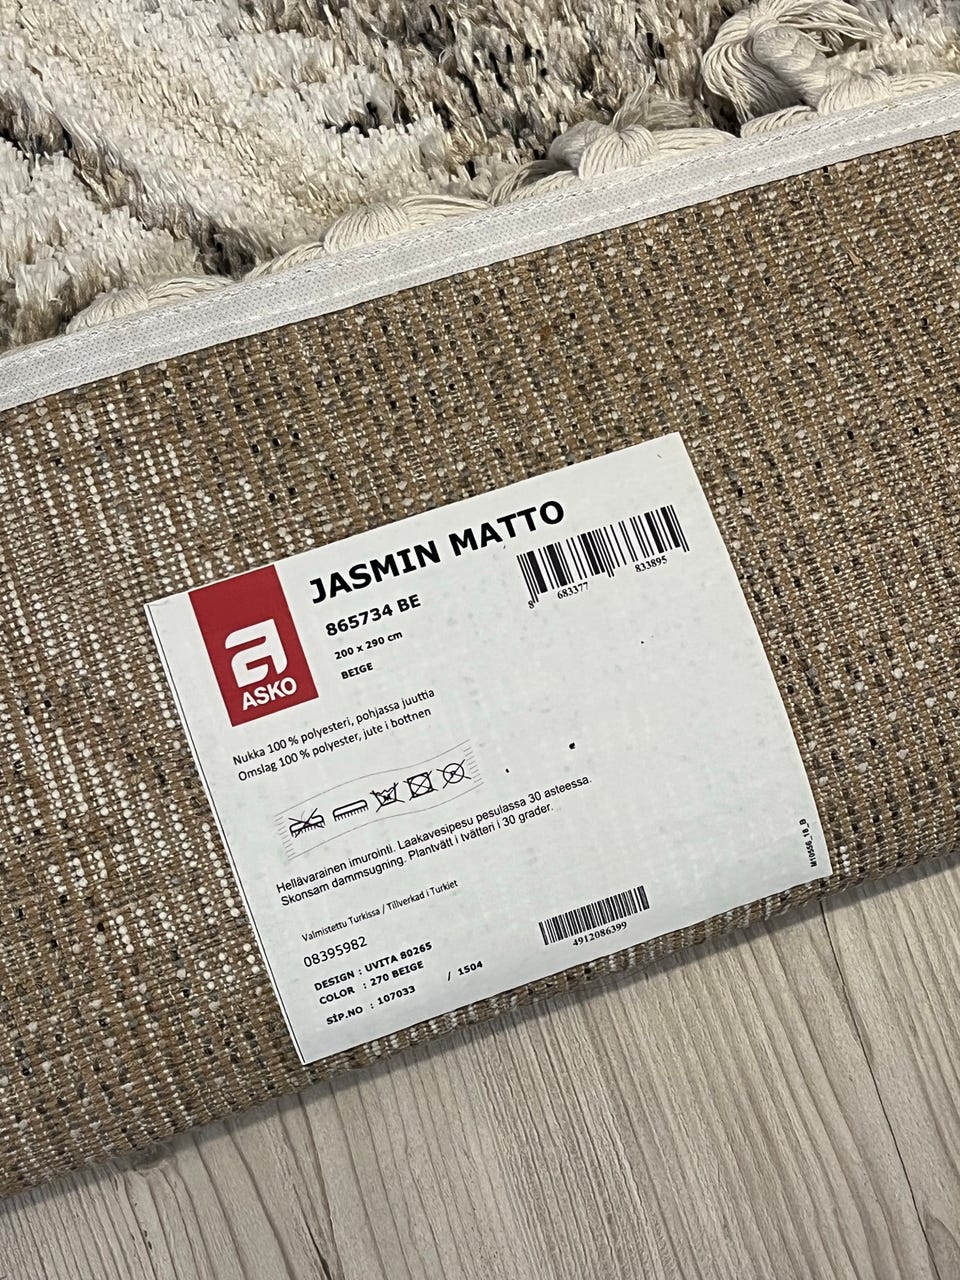 JASMIN MATTO
865734 BE
200 x 290 cm
BEIGE
8 683377 833895
ASKO
Nukka 100 % polyesteri, pohjassa juuttia
Omslag 100 % polyester, jute i bottnen
Hellävarainen imurointi. Laakavesipesu pesulassa 30 asteessa.
Skonsam dammsugning. Plantvätt i tvätteri i 30 grader.
Valmistettu Turkissa / Tillverkad i Turkiet
08395982
DESIGN : UVITA 80265
COLOR : 270 BEIGE
SİP.NO : 107033 / 1504
4912086399
M10556_18_B